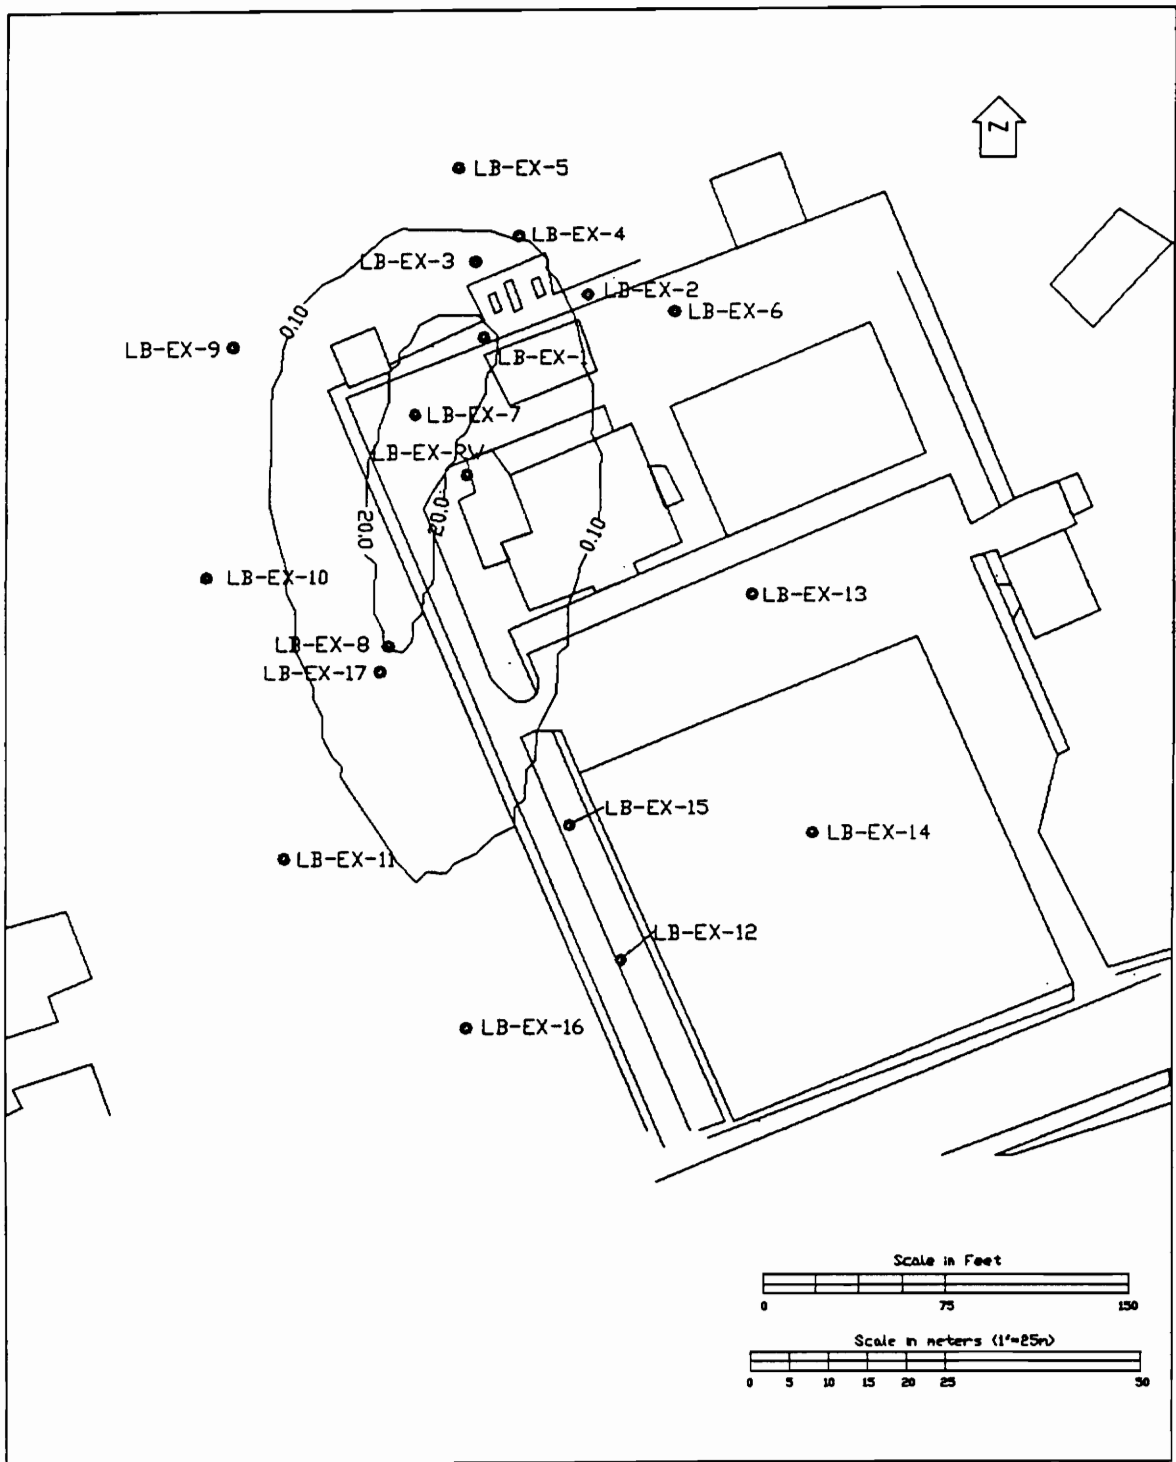 N
LB-EX-5
LB-EX-4
LB-EX-3
LB-EX-2
LB-EX-6
0.10
LB-EX-9
LB-EX-1
LB-EX-7
LB-EX-RW
20.0
20.0
0.10
LB-EX-10
LB-EX-13
LB-EX-8
LB-EX-17
LB-EX-15
LB-EX-14
LB-EX-11
LB-EX-12
LB-EX-16
Scale in Feet
0 75 150
Scale in meters (1"=25m)
0 5 10 15 20 25 50